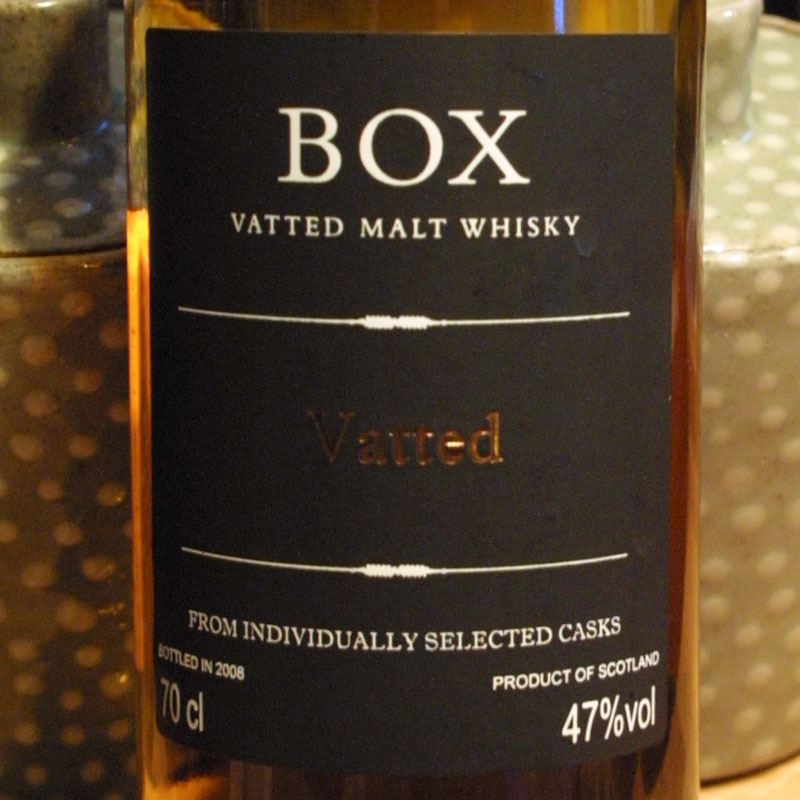 BOX
VATTED MALT WHISKY
Vatted
FROM INDIVIDUALLY SELECTED CASKS
BOTTLED IN 2008
PRODUCT OF SCOTLAND
70 cl
47%vol